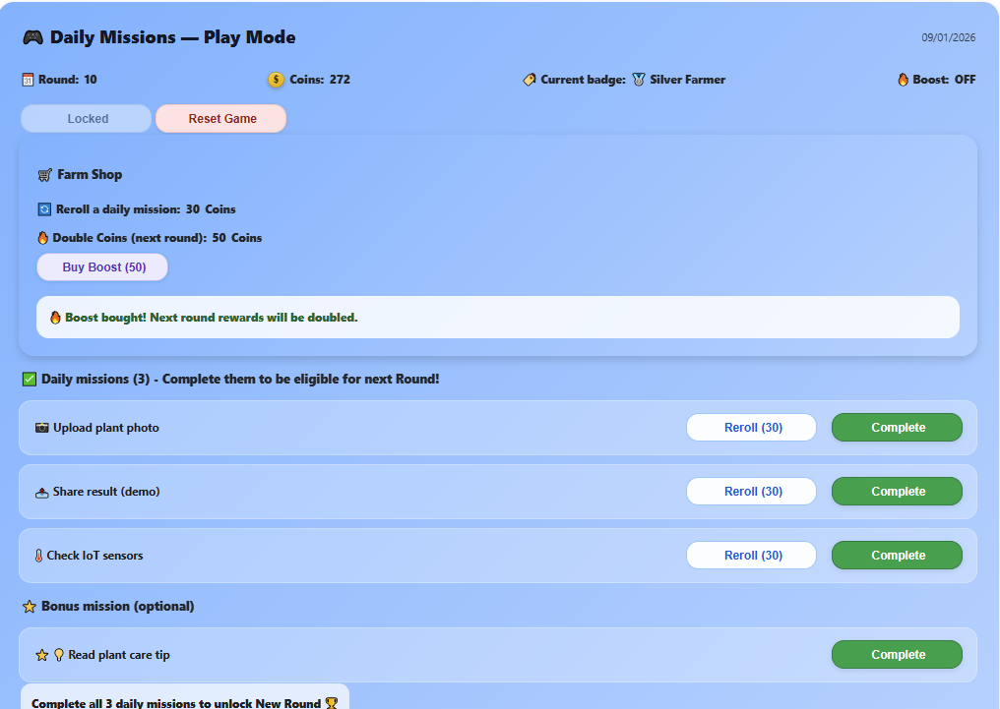 🎮 Daily Missions — Play Mode
09/01/2026
Round: 10
Coins: 272
Current badge: Silver Farmer
Boost: OFF
Locked
Reset Game
Farm Shop
Reroll a daily mission: 30 Coins
Double Coins (next round): 50 Coins
Buy Boost (50)
Boost bought! Next round rewards will be doubled.
Daily missions (3) - Complete them to be eligible for next Round!
Upload plant photo
Reroll (30)
Complete
Share result (demo)
Reroll (30)
Complete
Check IoT sensors
Reroll (30)
Complete
Bonus mission (optional)
Read plant care tip
Complete
Complete all 3 daily missions to unlock New Round